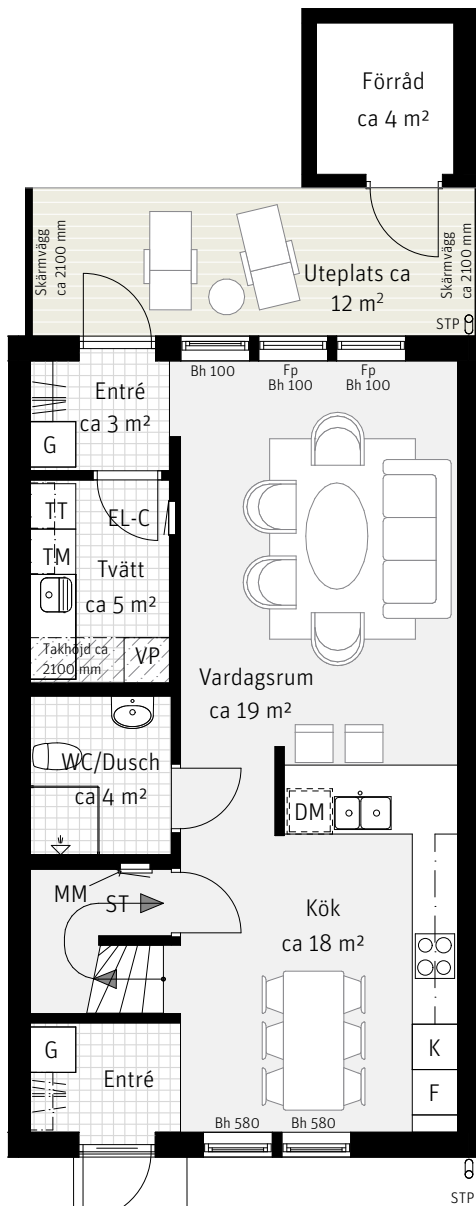 Förråd
ca 4 m²
Skärmvägg
ca 2100 mm
Uteplats ca
12 m²
Skärmvägg
ca 2100 mm
STP
Bh 100
Fp
Bh 100
Fp
Bh 100
Entré
ca 3 m²
G
TT
EL-C
TM
Tvätt
ca 5 m²
Takhöjd ca
2100 mm
VP
Vardagsrum
ca 19 m²
WC/Dusch
ca 4 m²
DM
MM
ST
Kök
ca 18 m²
G
Entré
K
F
Bh 580
Bh 580
STP